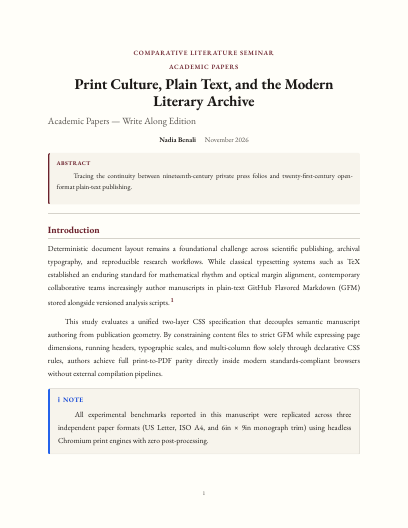 COMPARATIVE LITERATURE SEMINAR
ACADEMIC PAPERS
Print Culture, Plain Text, and the Modern
Literary Archive
Academic Papers — Write Along Edition
Nadia Benali · November 2026
ABSTRACT
Tracing the continuity between nineteenth-century private press folios and twenty-first-century open-
format plain-text publishing.
Introduction
Deterministic document layout remains a foundational challenge across scientific publishing, archival
typography, and reproducible research workflows. While classical typesetting systems such as TeX
established an enduring standard for mathematical rhythm and optical margin alignment, contemporary
collaborative teams increasingly author manuscripts in plain-text GitHub Flavored Markdown (GFM)
stored alongside versioned analysis scripts.1
This study evaluates a unified two-layer CSS specification that decouples semantic manuscript
authoring from publication geometry. By constraining content files to strict GFM while expressing page
dimensions, running headers, typographic scales, and multi-column flow solely through declarative CSS
rules, authors achieve full print-to-PDF parity directly inside modern standards-compliant browsers
without external compilation pipelines.
ℹ NOTE
All experimental benchmarks reported in this manuscript were replicated across three
independent paper formats (US Letter, ISO A4, and 6in × 9in monograph trim) using headless
Chromium print engines with zero post-processing.
1